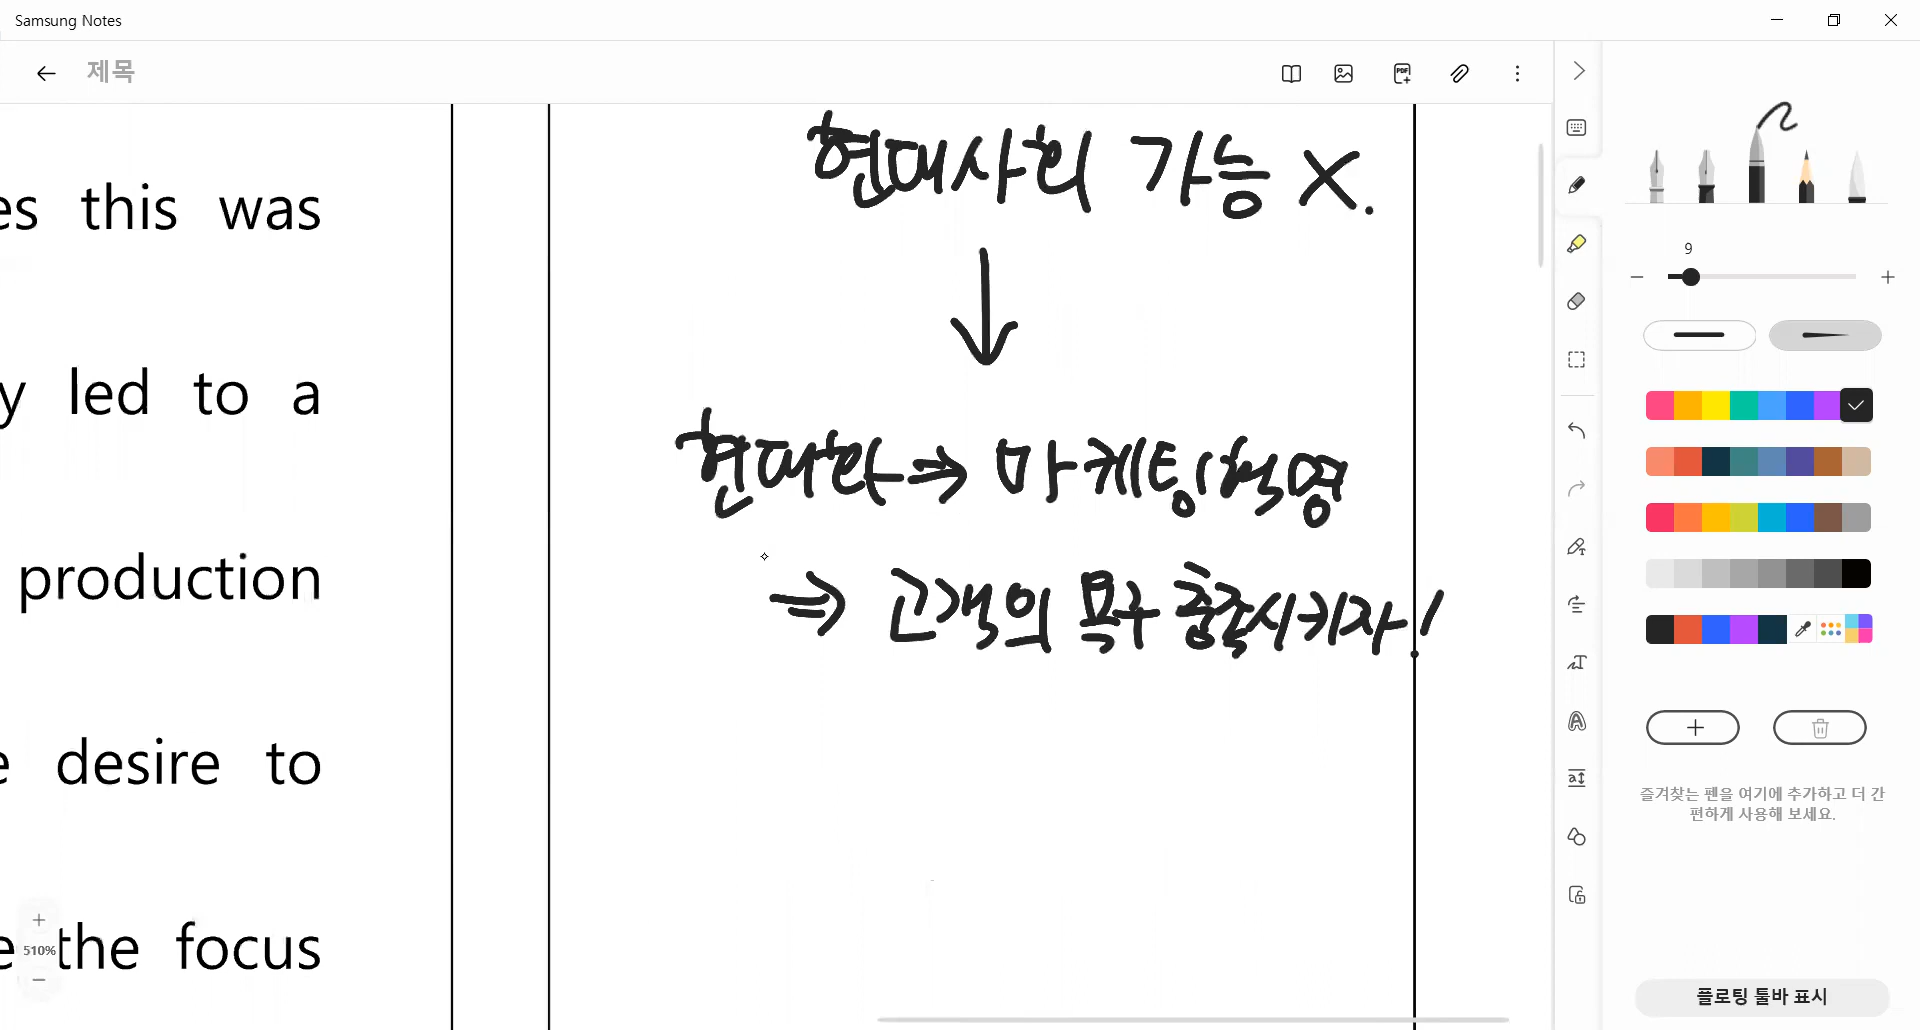 Samsung Notes
제목
es this was
y led to a
production
e desire to
e the focus
현대사회 가능 X.
↓
현대화 ⇒ 마케팅혁명
⇒ 고객의 욕구 충족시키자!
9
510%
즐겨찾는 펜을 여기에 추가하고 더 간
편하게 사용해 보세요.
플로팅 툴바 표시